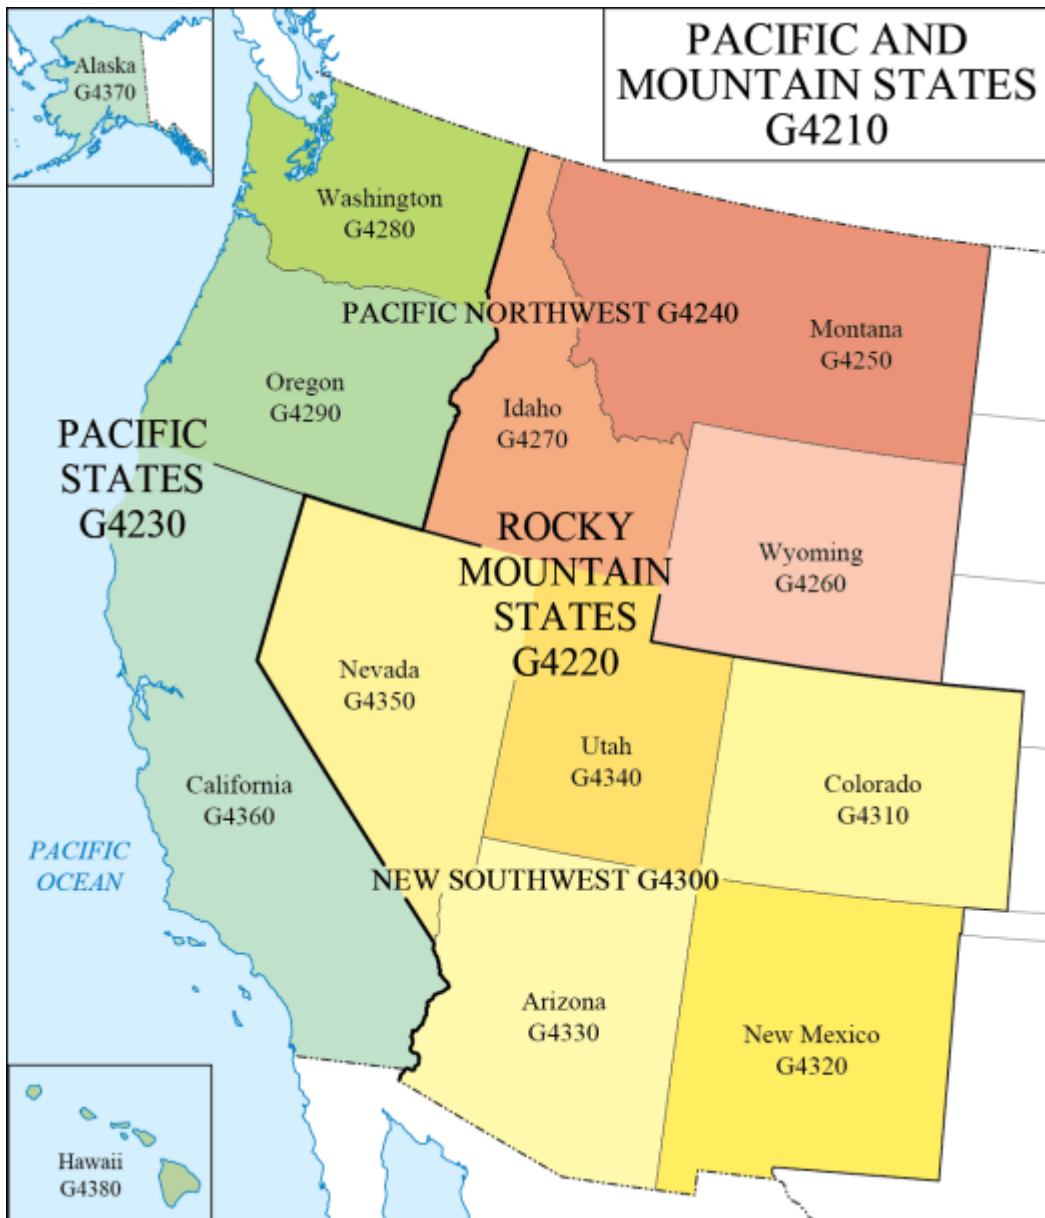 PACIFIC AND
MOUNTAIN STATES
G4210
Alaska
G4370
Washington
G4280
PACIFIC NORTHWEST G4240
Montana
G4250
Oregon
G4290
Idaho
G4270
PACIFIC
STATES
G4230
ROCKY
MOUNTAIN
STATES
G4220
Wyoming
G4260
Nevada
G4350
Utah
G4340
California
G4360
Colorado
G4310
PACIFIC
OCEAN
NEW SOUTHWEST G4300
Arizona
G4330
New Mexico
G4320
Hawaii
G4380